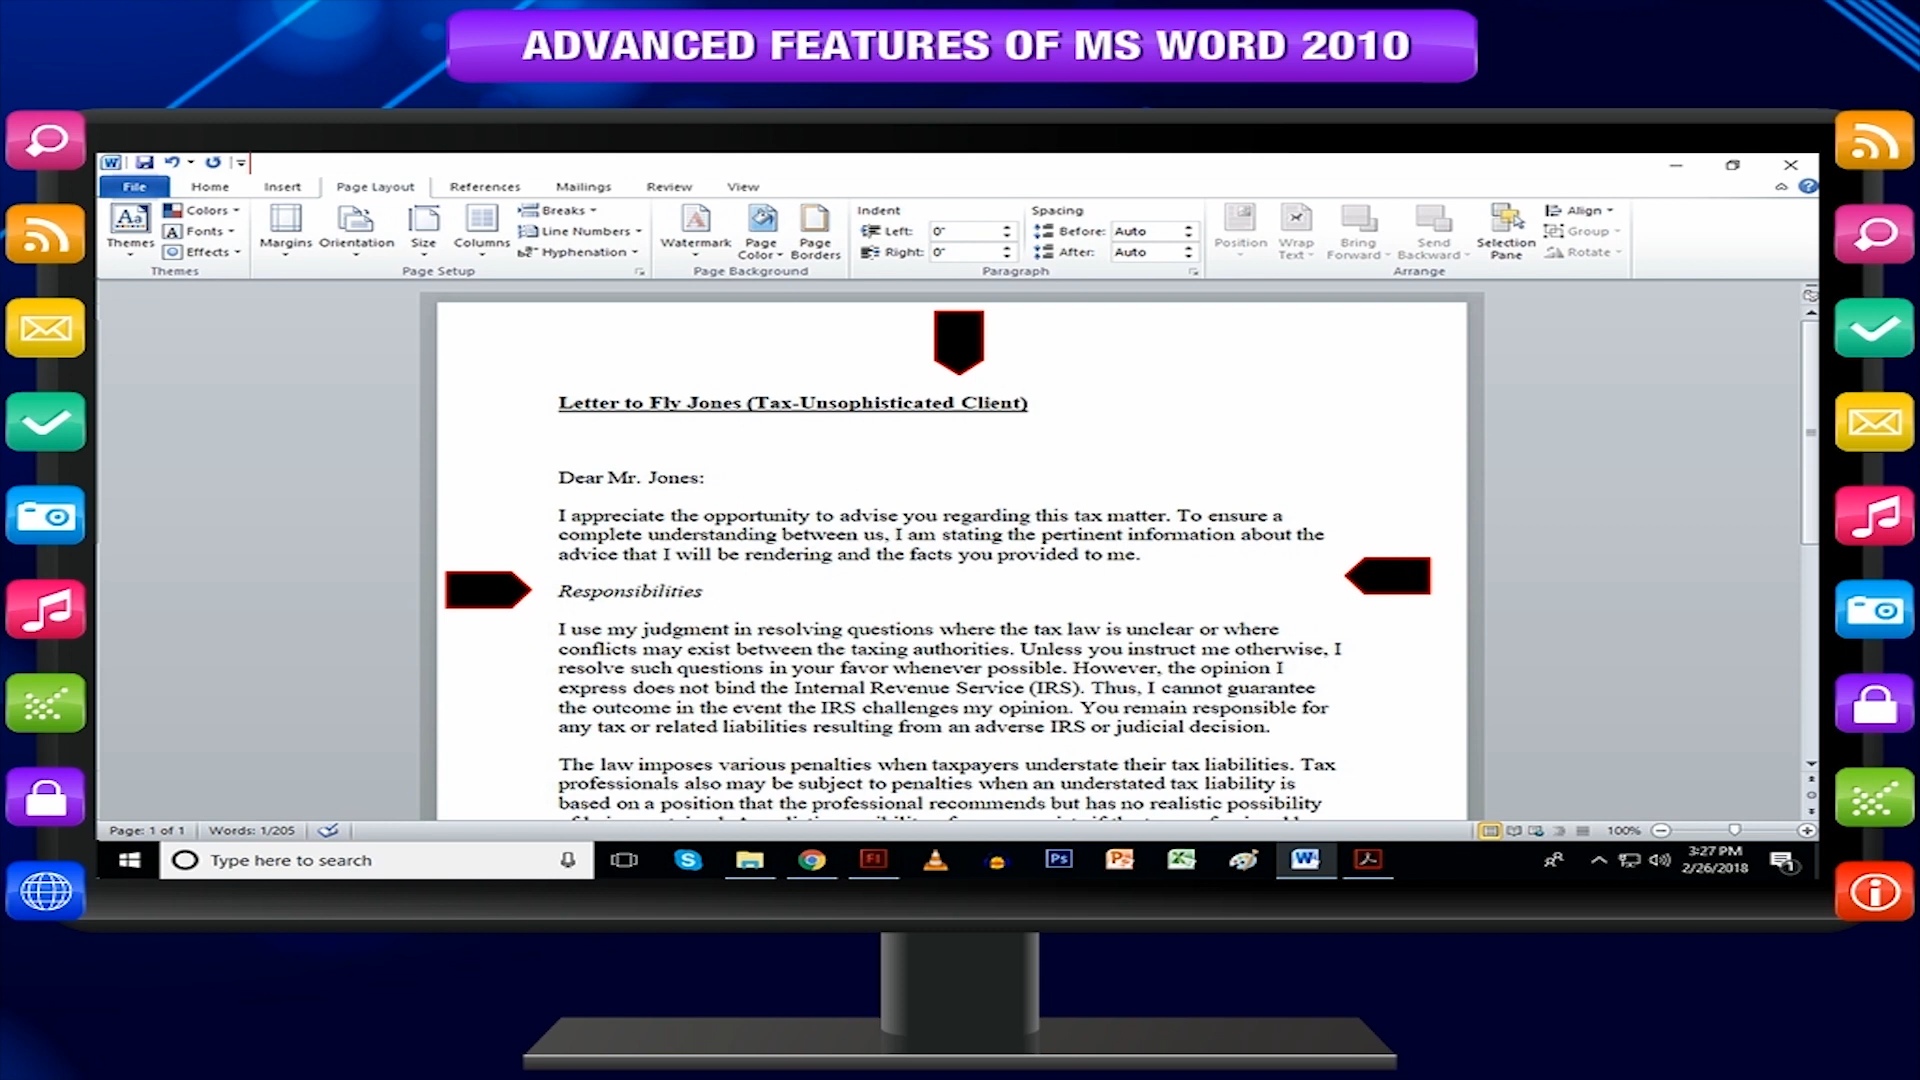 ADVANCED FEATURES OF MS WORD 2010
File Home Insert Page Layout References Mailings Review View
Themes Colors Fonts Effects
Themes
Margins Orientation Size Columns Breaks Line Numbers Hyphenation
Page Setup
Watermark Page Color Page Borders
Page Background
Indent Spacing
Left: 0" Before: Auto
Right: 0" After: Auto
Paragraph
Position Wrap Text Bring Forward Send Backward Selection Pane Align Group Rotate
Arrange
Letter to Fly Jones (Tax-Unsophisticated Client)
Dear Mr. Jones:
I appreciate the opportunity to advise you regarding this tax matter. To ensure a
complete understanding between us, I am stating the pertinent information about the
advice that I will be rendering and the facts you provided to me.
Responsibilities
I use my judgment in resolving questions where the tax law is unclear or where
conflicts may exist between the taxing authorities. Unless you instruct me otherwise, I
resolve such questions in your favor whenever possible. However, the opinion I
express does not bind the Internal Revenue Service (IRS). Thus, I cannot guarantee
the outcome in the event the IRS challenges my opinion. You remain responsible for
any tax or related liabilities resulting from an adverse IRS or judicial decision.
The law imposes various penalties when taxpayers understate their tax liabilities. Tax
professionals also may be subject to penalties when an understated tax liability is
based on a position that the professional recommends but has no realistic possibility
Page: 1 of 1 Words: 1/205 100%
Type here to search
3:27 PM
2/26/2018